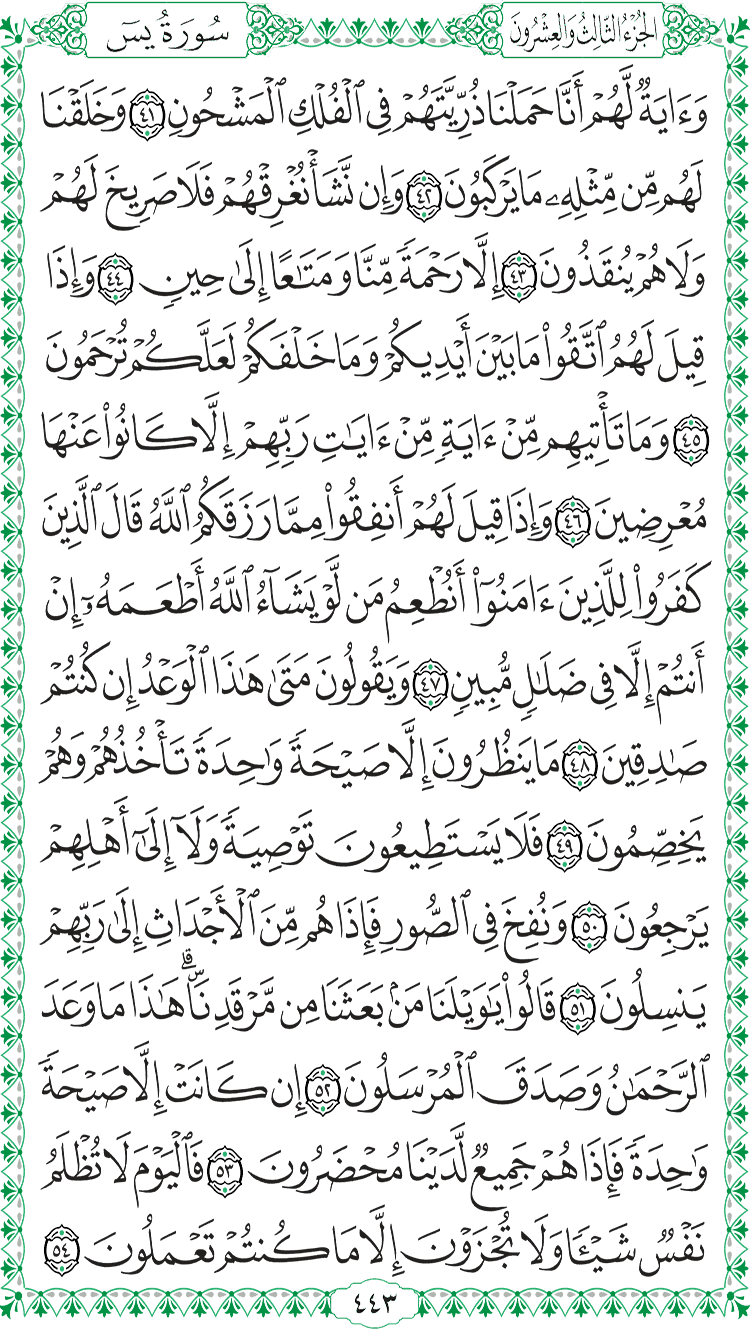 الجُزْءُ الثَّالِثُ وَالعِشْرُونَ
سُورَةُ يسٓ
وَءَايَةٞ لَّهُمۡ أَنَّا حَمَلۡنَا ذُرِّيَّتَهُمۡ فِي ٱلۡفُلۡكِ ٱلۡمَشۡحُونِ ٤١ وَخَلَقۡنَا
لَهُم مِّن مِّثۡلِهِۦ مَا يَرۡكَبُونَ ٤٢ وَإِن نَّشَأۡ نُغۡرِقۡهُمۡ فَلَا صَرِيخَ لَهُمۡ
وَلَا هُمۡ يُنقَذُونَ ٤٣ إِلَّا رَحۡمَةٗ مِّنَّا وَمَتَٰعًا إِلَىٰ حِينٖ ٤٤ وَإِذَا
قِيلَ لَهُمُ ٱتَّقُواْ مَا بَيۡنَ أَيۡدِيكُمۡ وَمَا خَلۡفَكُمۡ لَعَلَّكُمۡ تُرۡحَمُونَ
٤٥ وَمَا تَأۡتِيهِم مِّنۡ ءَايَةٖ مِّنۡ ءَايَٰتِ رَبِّهِمۡ إِلَّا كَانُواْ عَنۡهَا
مُعۡرِضِينَ ٤٦ وَإِذَا قِيلَ لَهُمۡ أَنفِقُواْ مِمَّا رَزَقَكُمُ ٱللَّهُ قَالَ ٱلَّذِينَ
كَفَرُواْ لِلَّذِينَ ءَامَنُوٓاْ أَنُطۡعِمُ مَن لَّوۡ يَشَآءُ ٱللَّهُ أَطۡعَمَهُۥٓ إِنۡ
أَنتُمۡ إِلَّا فِي ضَلَٰلٖ مُّبِينٖ ٤٧ وَيَقُولُونَ مَتَىٰ هَٰذَا ٱلۡوَعۡدُ إِن كُنتُمۡ
صَٰدِقِينَ ٤٨ مَا يَنظُرُونَ إِلَّا صَيۡحَةٗ وَٰحِدَةٗ تَأۡخُذُهُمۡ وَهُمۡ
يَخِصِّمُونَ ٤٩ فَلَا يَسۡتَطِيعُونَ تَوۡصِيَةٗ وَلَآ إِلَىٰٓ أَهۡلِهِمۡ
يَرۡجِعُونَ ٥٠ وَنُفِخَ فِي ٱلصُّورِ فَإِذَا هُم مِّنَ ٱلۡأَجۡدَاثِ إِلَىٰ رَبِّهِمۡ
يَنسِلُونَ ٥١ قَالُواْ يَٰوَيۡلَنَا مَنۢ بَعَثَنَا مِن مَّرۡقَدِنَاۜۗ هَٰذَا مَا وَعَدَ
ٱلرَّحۡمَٰنُ وَصَدَقَ ٱلۡمُرۡسَلُونَ ٥٢ إِن كَانَتۡ إِلَّا صَيۡحَةٗ
وَٰحِدَةٗ فَإِذَا هُمۡ جَمِيعٞ لَّدَيۡنَا مُحۡضَرُونَ ٥٣ فَٱلۡيَوۡمَ لَا تُظۡلَمُ
نَفۡسٞ شَيۡـٔٗا وَلَا تُجۡزَوۡنَ إِلَّا مَا كُنتُمۡ تَعۡمَلُونَ ٥٤
٤٤٣